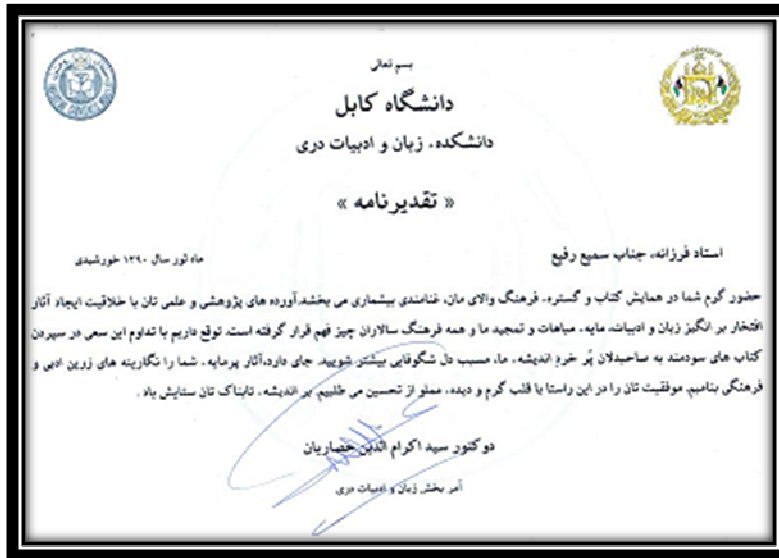 بسم تعالی
دانشگاه کابل
دانشکده، زبان و ادبیات دری
« تقدیرنامه »
استاد فرزانه، جناب سمیع رفیع
ماه ثور سال ۱۳۹۰ خورشیدی
حضور گرم شما در همایش کتاب و گستره، فرهنگ والای مان، غنامندی بیشماری می بخشد.آورده های پژوهشی و علمی تان با خلاقیت ایجاد آثار
افتخار بر انگیز زبان و ادبیات، مایه، مباهات و تمجید ما و همه فرهنگ سالاران چیز فهم قرار گرفته است. توقع داریم با تداوم این سعی در سپردن
کتاب های سودمند به صاحبدلان پُر خردِ اندیشه، ما، مسبب دل شگوفایی بیشتر شویید. جای دارد،آثار پرمایه، شما را نگارینه های زرین ادبی و
فرهنگی بنامیم. موفقیت تان را در این راستا با قلب گرم و دیده، مملو از تحسین می طلبیم. بر اندیشه، تابناک تان ستایش باد .
دوکتور سید اکرام الدین حصاریان
آمر بخش زبان و ادبیات دری